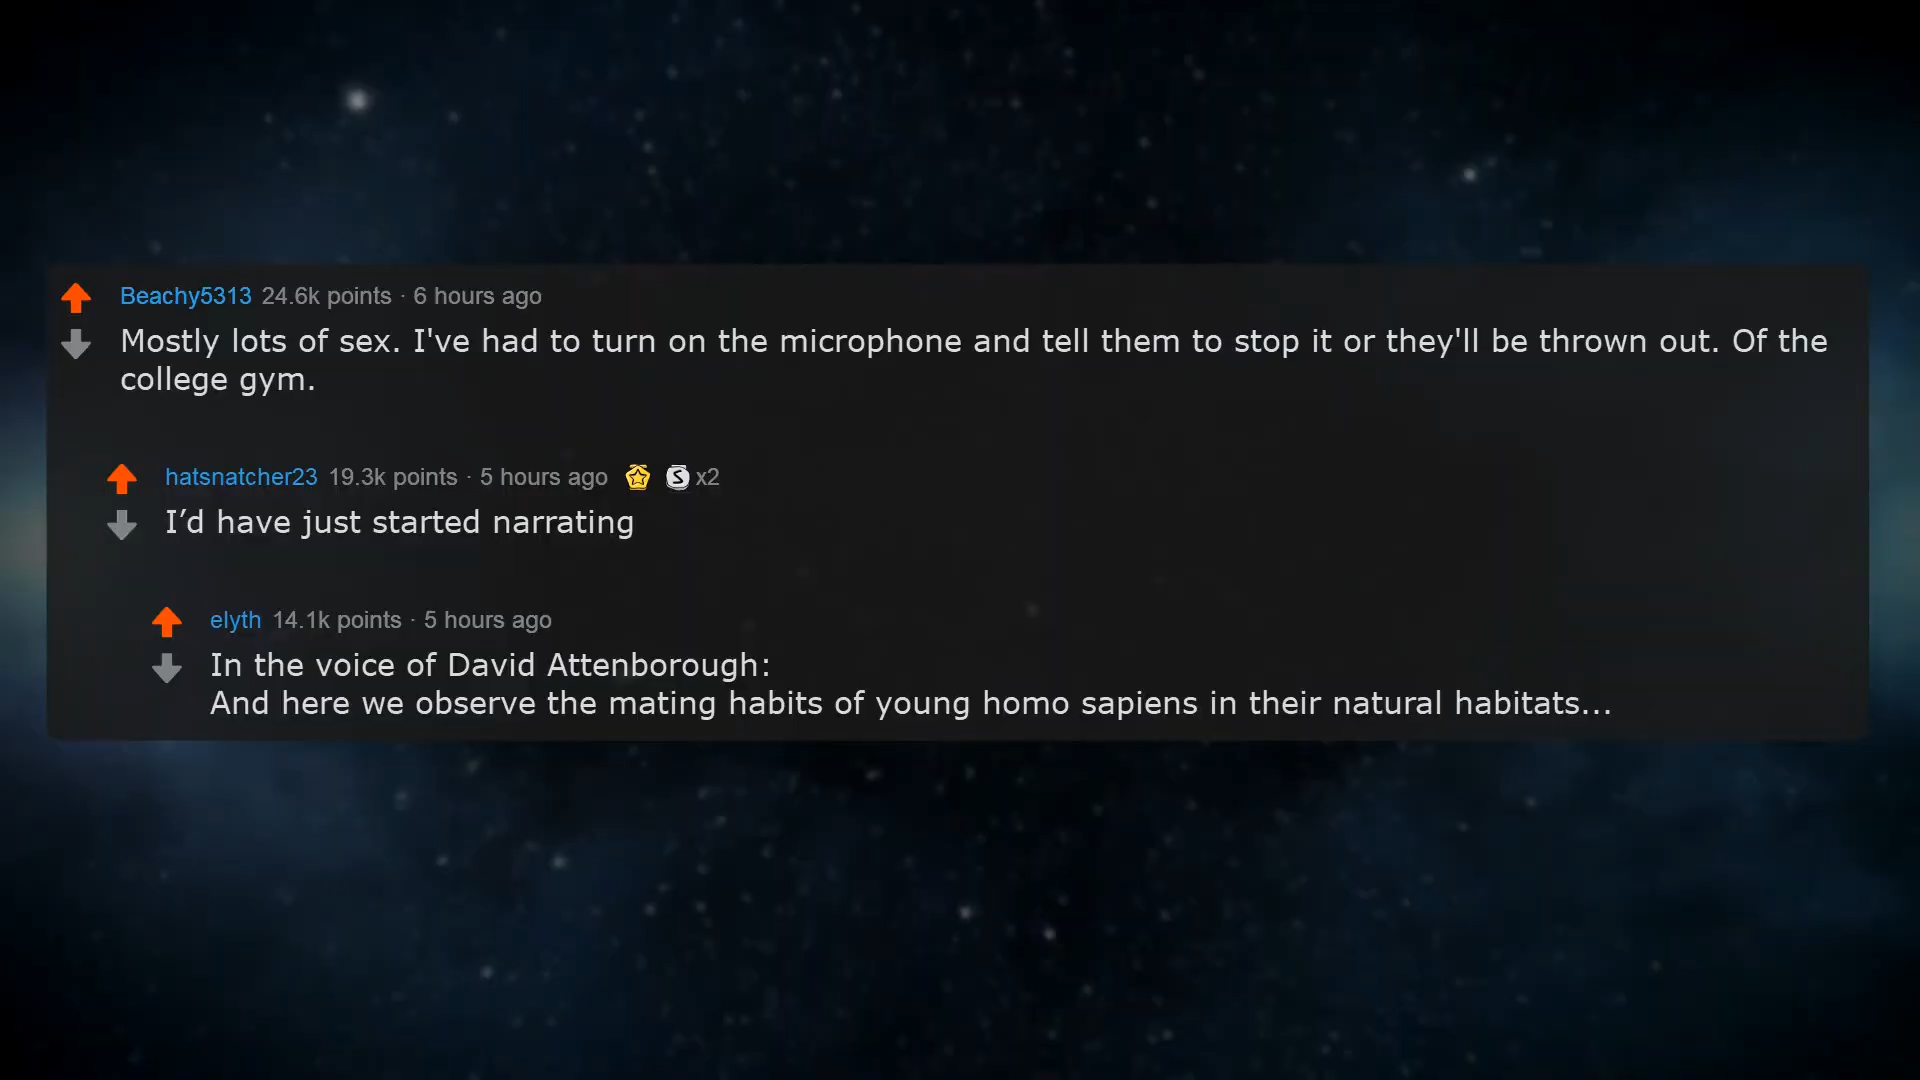 Beachy5313 24.6k points · 6 hours ago
Mostly lots of sex. I've had to turn on the microphone and tell them to stop it or they'll be thrown out. Of the
college gym.
hatsnatcher23 19.3k points · 5 hours ago S x2
I’d have just started narrating
elyth 14.1k points · 5 hours ago
In the voice of David Attenborough:
And here we observe the mating habits of young homo sapiens in their natural habitats...